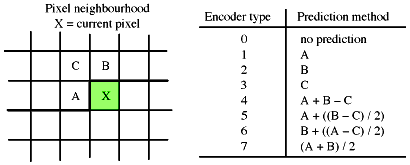 Pixel neighbourhood
X = current pixel
C B
A X
Encoder type Prediction method
0 no prediction
1 A
2 B
3 C
4 A + B – C
5 A + ((B – C) / 2)
6 B + ((A – C) / 2)
7 (A + B) / 2